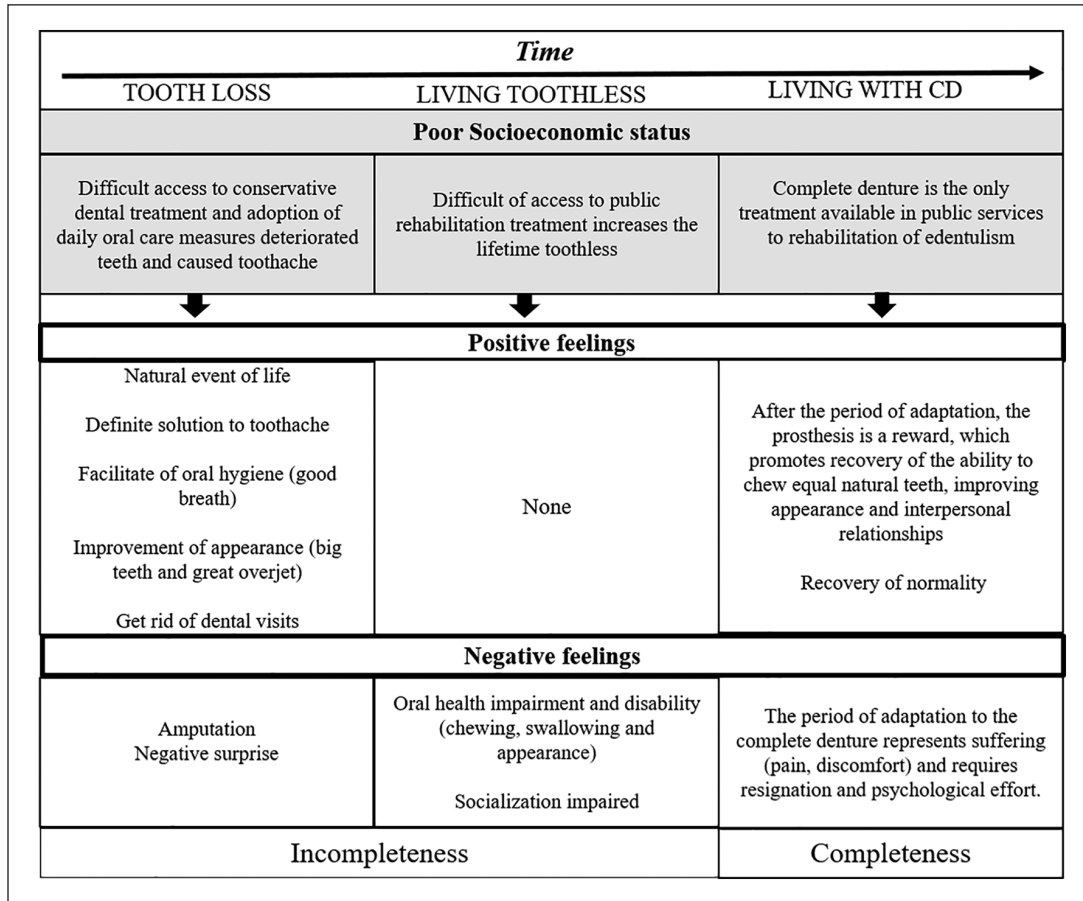 Time
TOOTH LOSS
LIVING TOOTHLESS
LIVING WITH CD
Poor Socioeconomic status
Difficult access to conservative
dental treatment and adoption of
daily oral care measures deteriorated
teeth and caused toothache
Difficult of access to public
rehabilitation treatment increases the
lifetime toothless
Complete denture is the only
treatment available in public services
to rehabilitation of edentulism
Positive feelings
Natural event of life
Definite solution to toothache
Facilitate of oral hygiene (good
breath)
Improvement of appearance (big
teeth and great overjet)
Get rid of dental visits
None
After the period of adaptation, the
prosthesis is a reward, which
promotes recovery of the ability to
chew equal natural teeth, improving
appearance and interpersonal
relationships
Recovery of normality
Negative feelings
Amputation
Negative surprise
Oral health impairment and disability
(chewing, swallowing and
appearance)
Socialization impaired
The period of adaptation to the
complete denture represents suffering
(pain, discomfort) and requires
resignation and psychological effort.
Incompleteness
Completeness